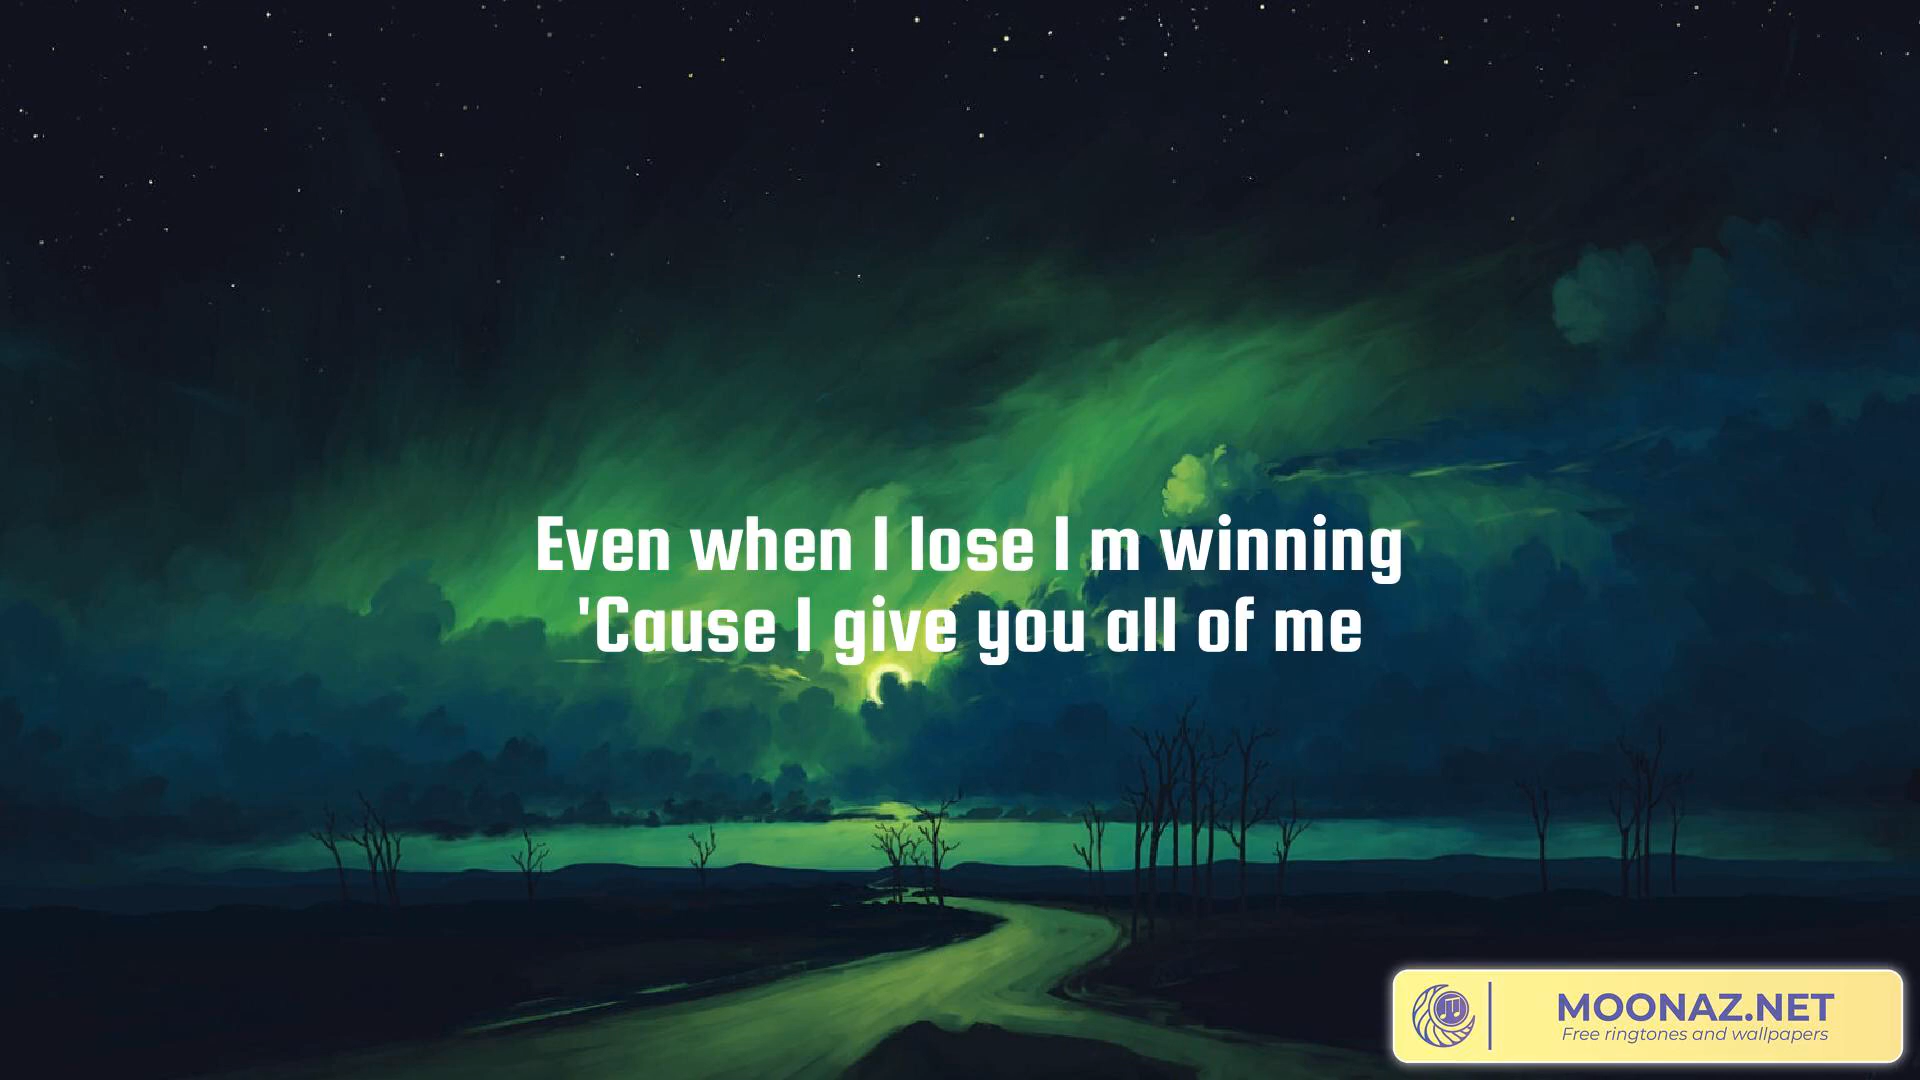 Even when I lose I m winning
'Cause I give you all of me
MOONAZ.NET
Free ringtones and wallpapers